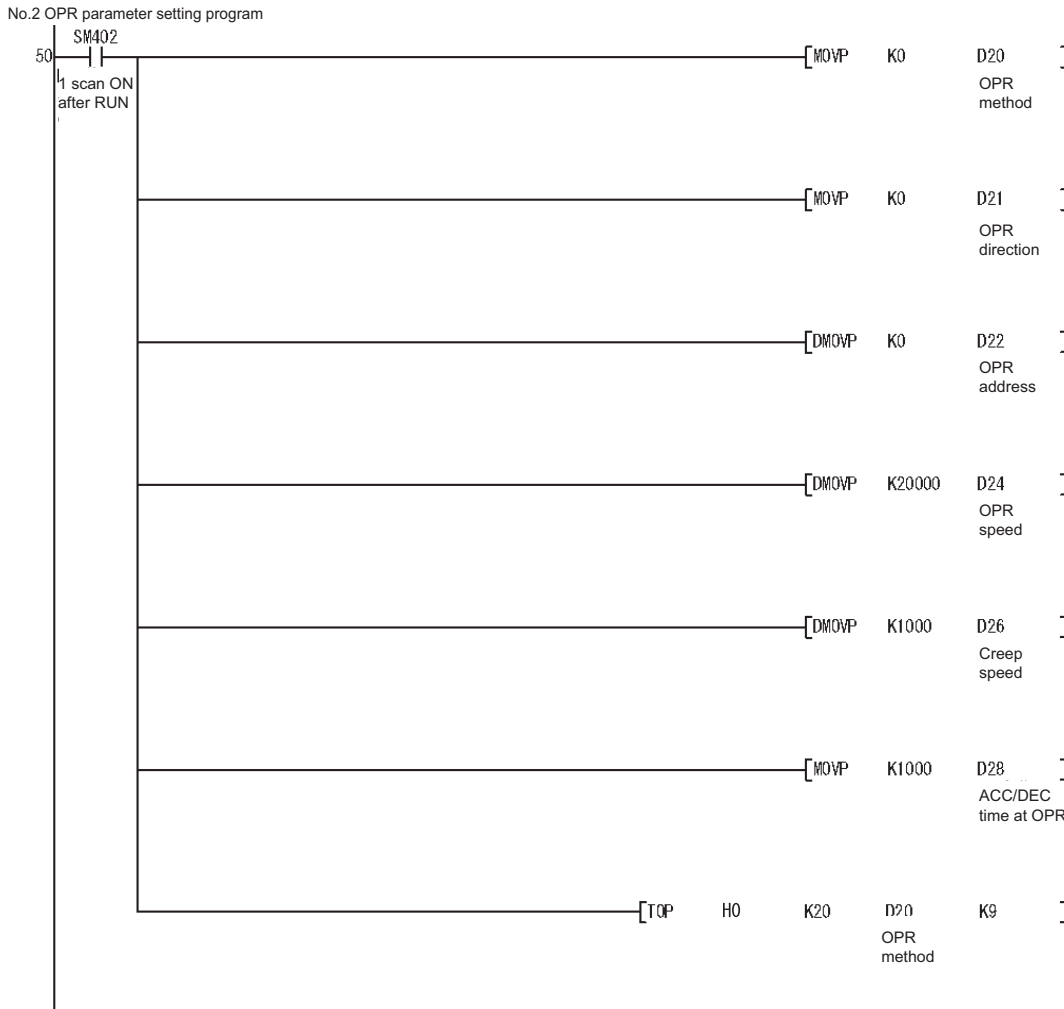 No.2 OPR parameter setting program
SM402
50
1 scan ON
after RUN
[MOVP K0 D20 ]
OPR
method
[MOVP K0 D21 ]
OPR
direction
[DMOVP K0 D22 ]
OPR
address
[DMOVP K20000 D24 ]
OPR
speed
[DMOVP K1000 D26 ]
Creep
speed
[MOVP K1000 D28 ]
ACC/DEC
time at OPR
[TOP H0 K20 D20 K9 ]
OPR
method